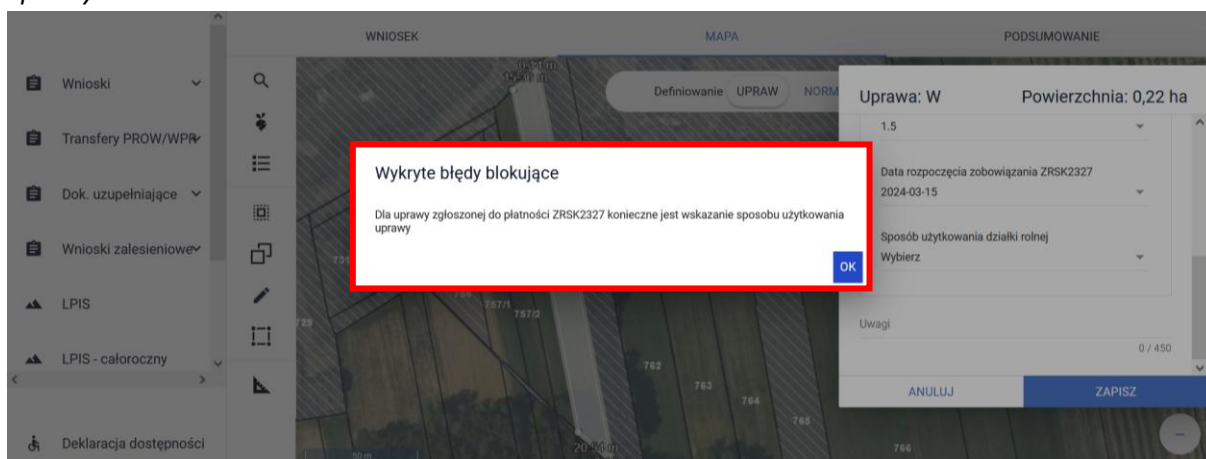 WNIOSEK
MAPA
PODSUMOWANIE
Wnioski
Transfery PROW/WPR
Dok. uzupełniające
Wnioski zalesieniowe
LPIS
LPIS - całoroczny
Deklaracja dostępności
Definiowanie UPRAW NORM
Wykryte błędy blokujące
Dla uprawy zgłoszonej do płatności ZRSK2327 konieczne jest wskazanie sposobu użytkowania
uprawy
OK
Uprawa: W Powierzchnia: 0,22 ha
1.5
Data rozpoczęcia zobowiązania ZRSK2327
2024-03-15
Sposób użytkowania działki rolnej
Wybierz
Uwagi
0 / 450
ANULUJ ZAPISZ
757/1
757/2
729
762
763
764
765
766
50 m